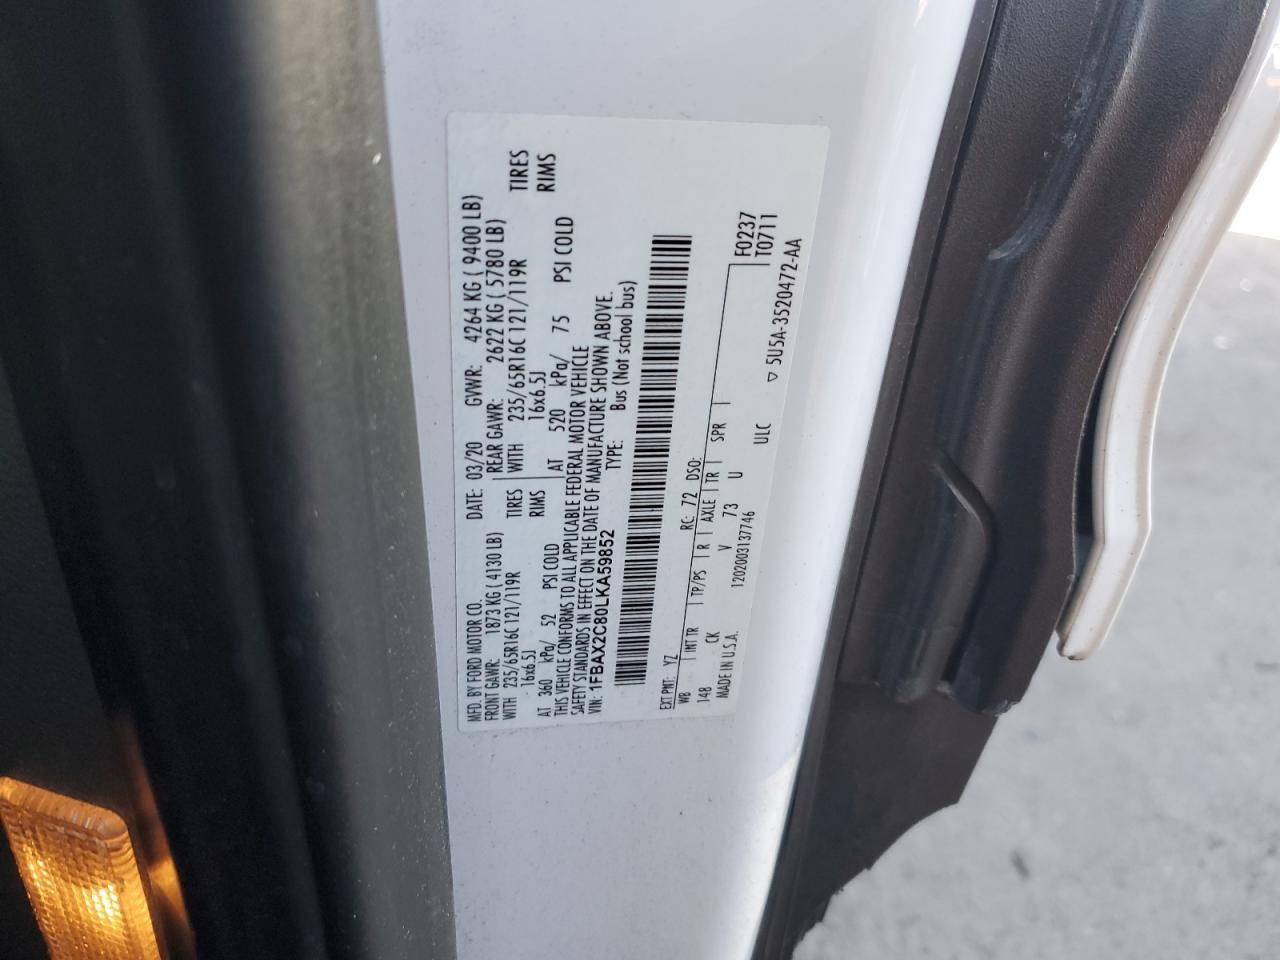 MFD. BY FORD MOTOR CO.
DATE: 03/20 GVWR: 4264 KG ( 9400 LB)
FRONT GAWR: 1873 KG ( 4130 LB) REAR GAWR: 2622 KG ( 5780 LB)
WITH 235/65R16C 121/119R TIRES WITH 235/65R16C 121/119R TIRES
16x6.5J RIMS 16x6.5J RIMS
AT 360 kPa/ 52 PSI COLD AT 520 kPa/ 75 PSI COLD
THIS VEHICLE CONFORMS TO ALL APPLICABLE FEDERAL MOTOR VEHICLE
SAFETY STANDARDS IN EFFECT ON THE DATE OF MANUFACTURE SHOWN ABOVE.
VIN: 1FBAX2C80LKA59852 TYPE: Bus (Not school bus)
EXT PNT: YZ RC: 72 DSO:
WB INT TR TP/PS R AXLE TR SPR F0237
148 CK V 73 U T0711
MADE IN U.S.A. 1202003137746 ULC
▽ 5U5A-3520472-AA